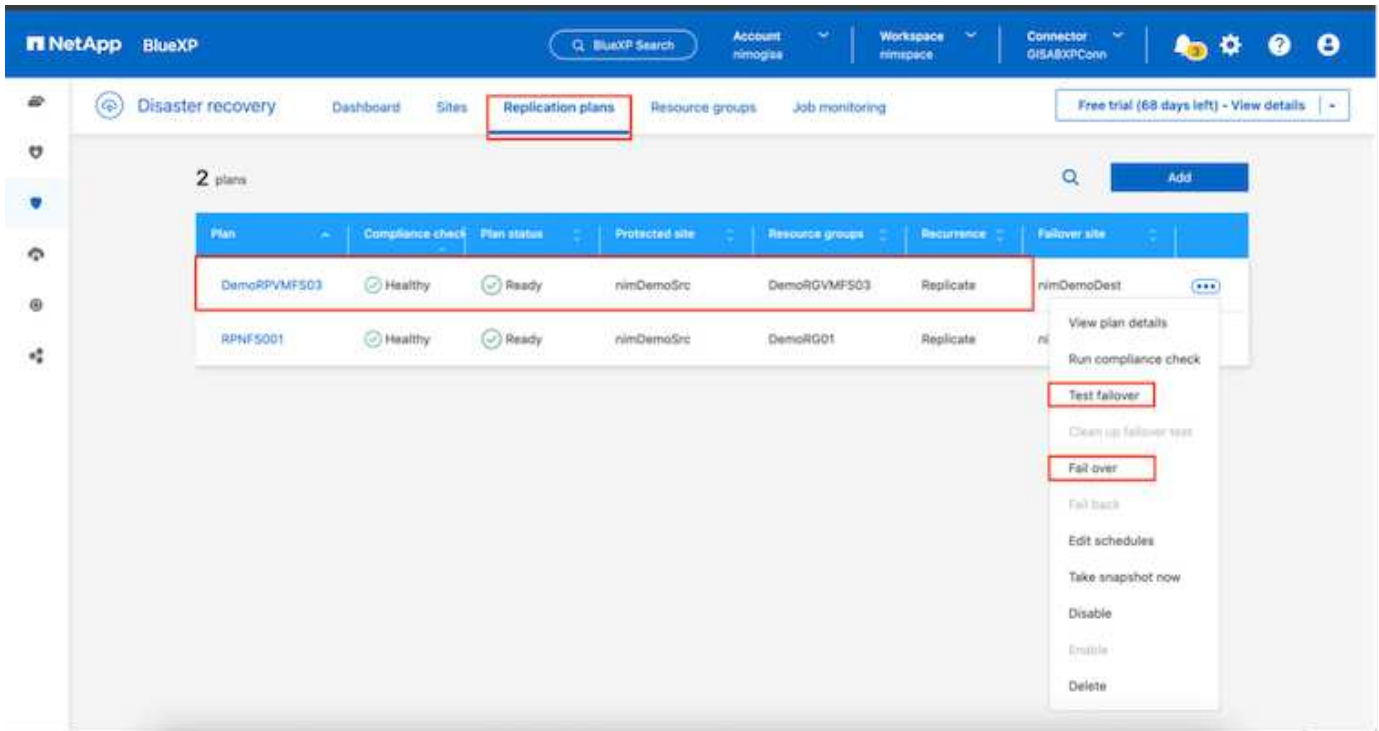 NetApp BlueXP BlueXP Search Account Workspace Connector
nimogisa nimspace GISABXPConn 3
Disaster recovery Dashboard Sites Replication plans Resource groups Job monitoring Free trial (68 days left) - View details
2 plans Add
Plan Compliance check Plan status Protected site Resource groups Recurrence Failover site
DemoRPVMFS03 Healthy Ready nimDemoSrc DemoRGVMFS03 Replicate nimDemoDest
RPNFS001 Healthy Ready nimDemoSrc DemoRG01 Replicate ni
View plan details
Run compliance check
Test failover
Clean up failover test
Fail over
Fail back
Edit schedules
Take snapshot now
Disable
Enable
Delete